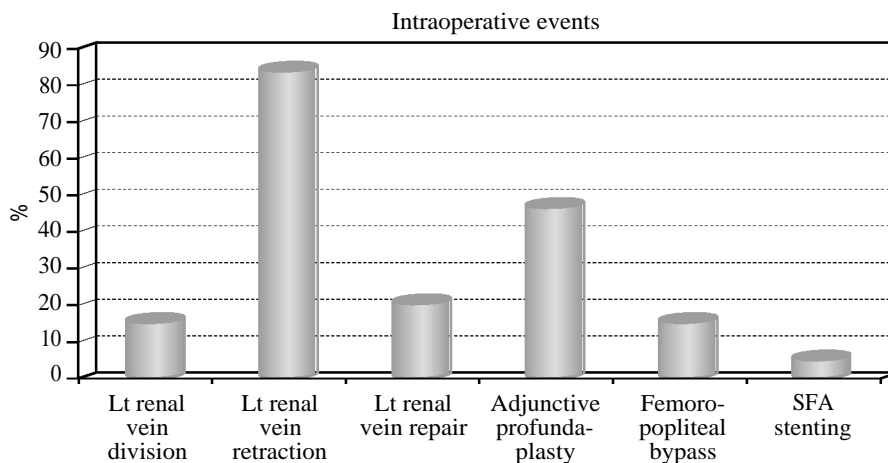 Intraoperative events
90
80
70
60
50
40
30
20
10
0
%
Lt renal
vein
division
Lt renal
vein
retraction
Lt renal
vein repair
Adjunctive
profunda-
plasty
Femoro-
popliteal
bypass
SFA
stenting